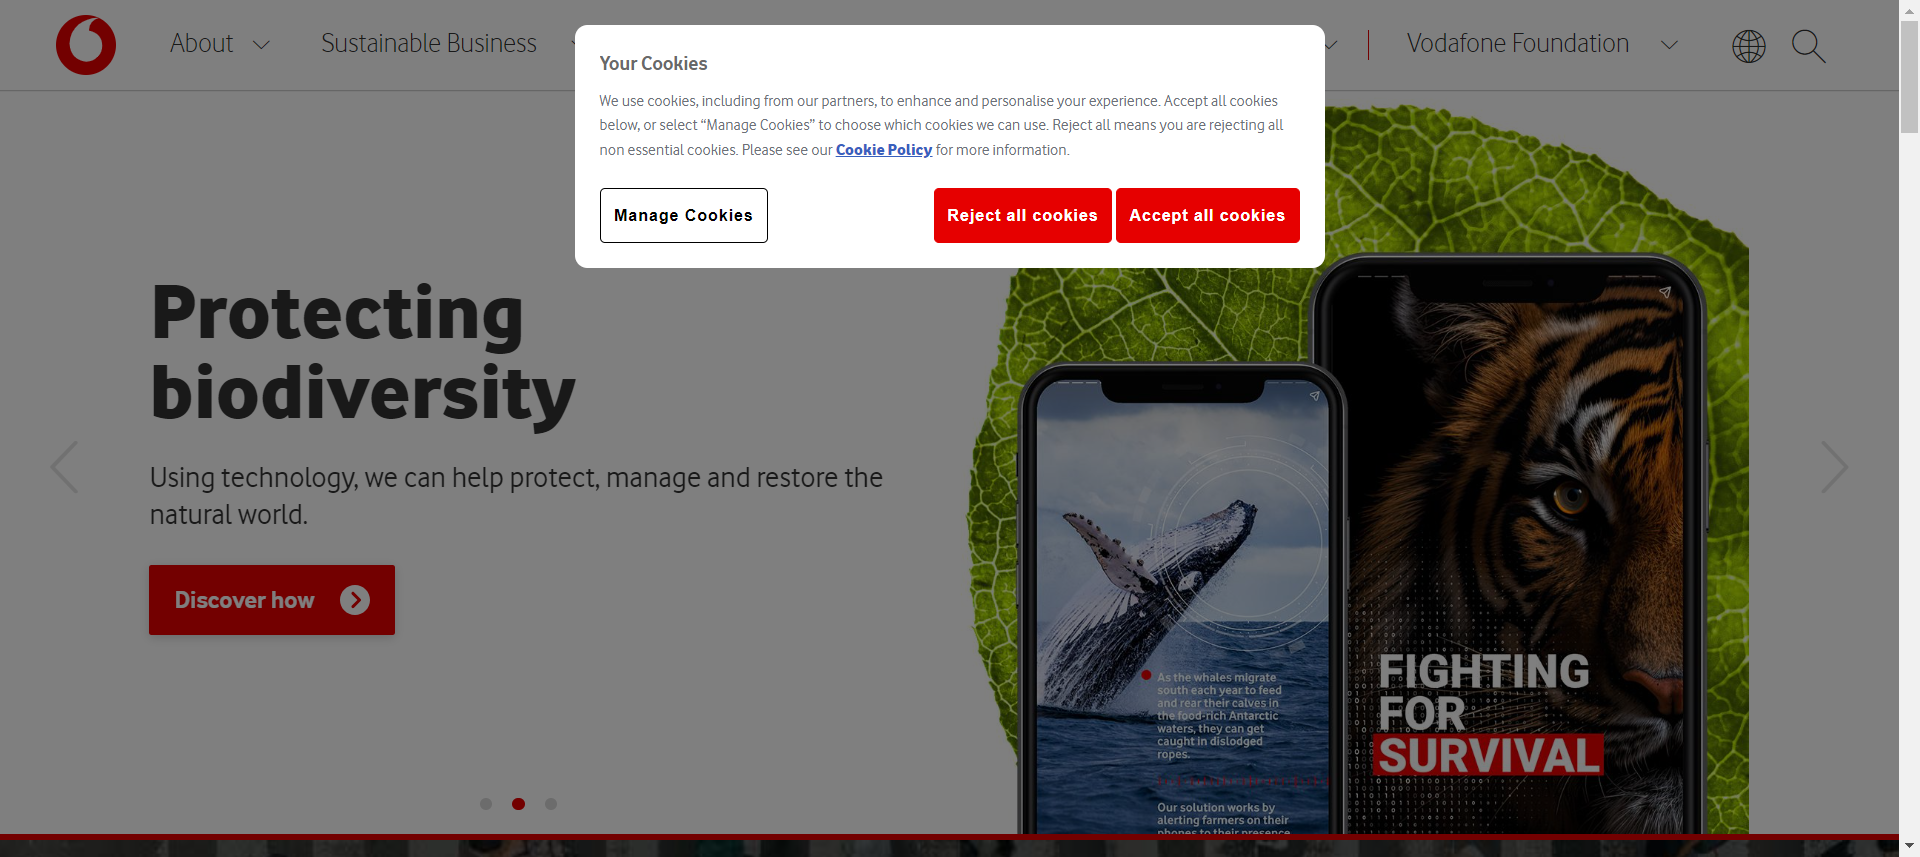 About
Sustainable Business
Vodafone Foundation
Your Cookies
We use cookies, including from our partners, to enhance and personalise your experience. Accept all cookies
below, or select “Manage Cookies” to choose which cookies we can use. Reject all means you are rejecting all
non essential cookies. Please see our Cookie Policy for more information.
Manage Cookies
Reject all cookies
Accept all cookies
Protecting
biodiversity
Using technology, we can help protect, manage and restore the
natural world.
Discover how
As the whales migrate
south each year to feed
and rear their calves in
the food-rich Antarctic
waters, they can get
caught in dislodged
ropes.
Our solution works by
alerting farmers on their
phones to their presence
FIGHTING
FOR
SURVIVAL